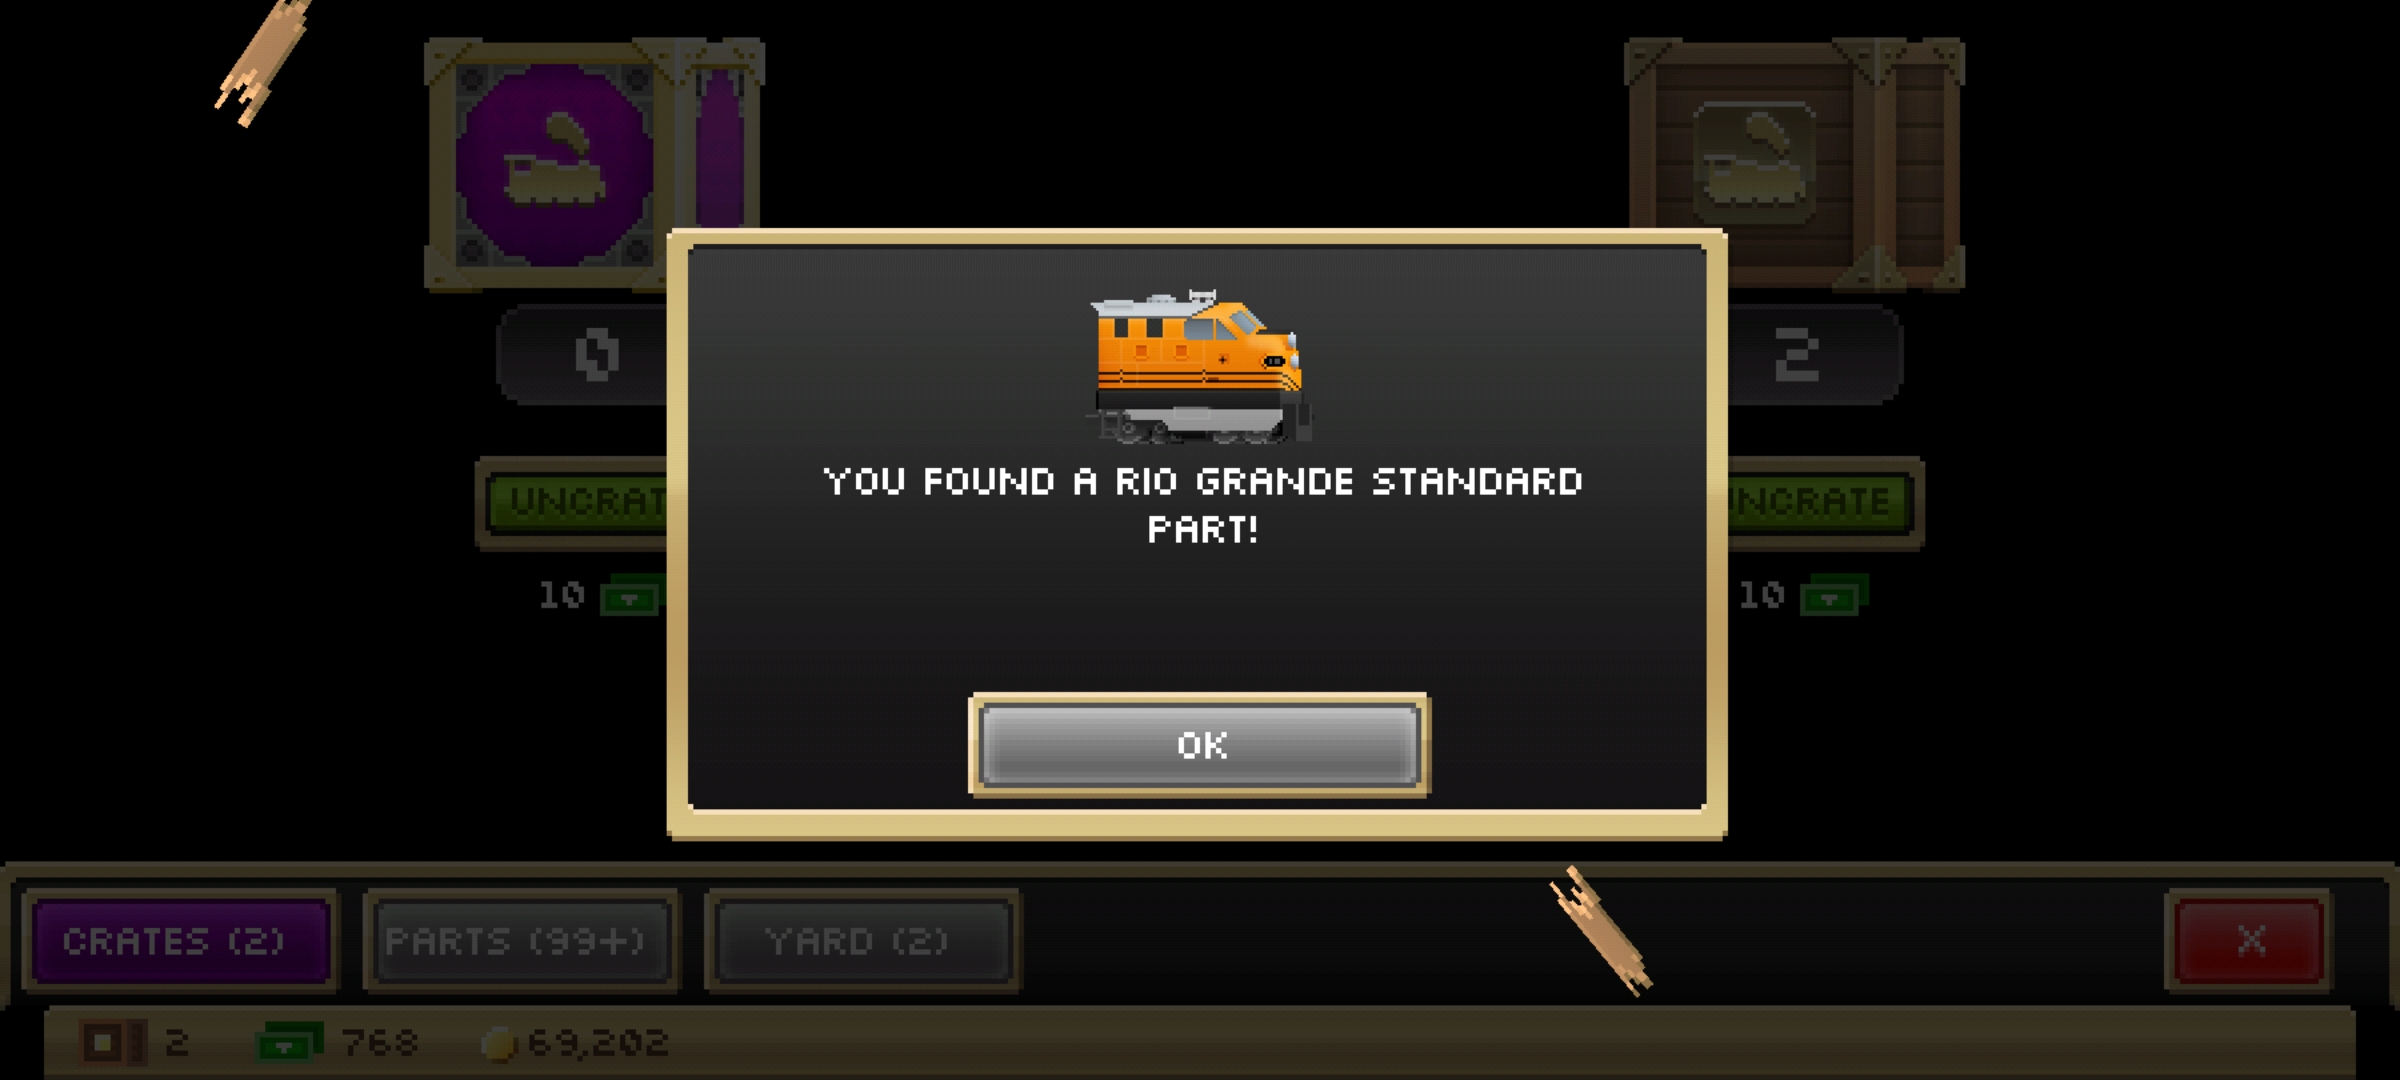 0
2
YOU FOUND A RIO GRANDE STANDARD
PART!
UNCRAT
NCRATE
10
10
OK
CRATES (2)
PARTS (99+)
YARD (2)
X
2
768
69,202